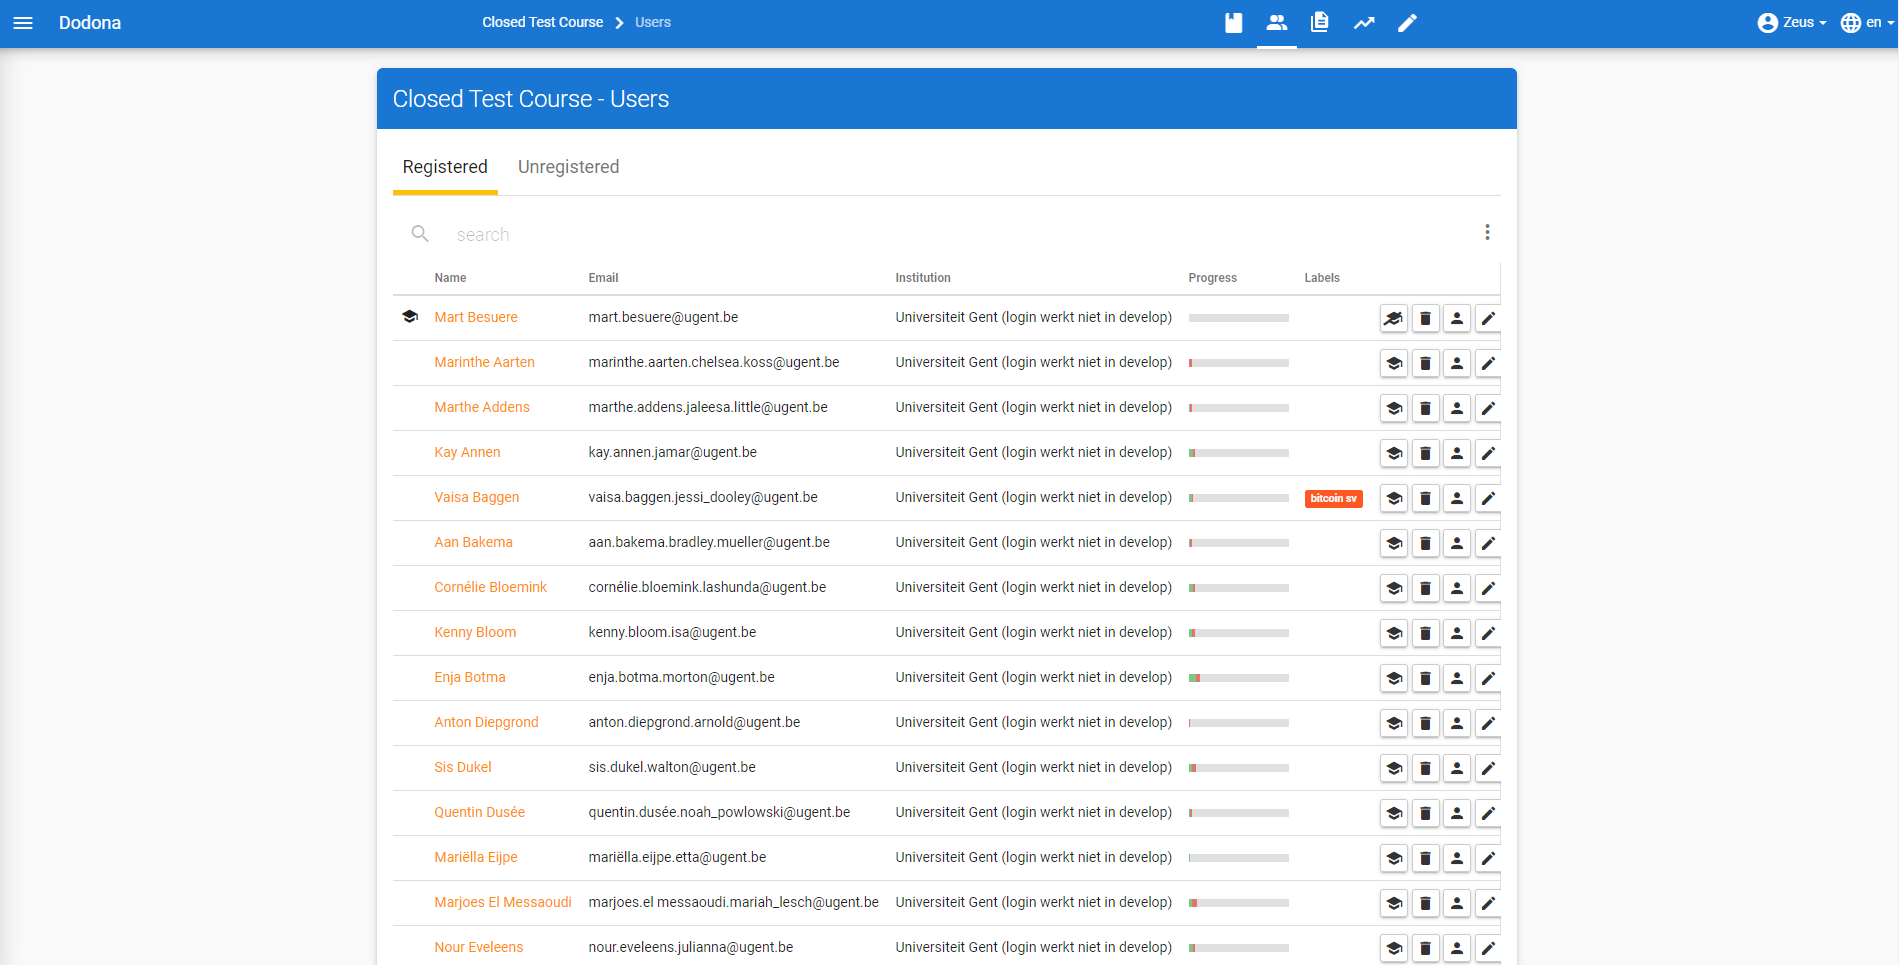 Dodona
Closed Test Course Users
Zeus en
Closed Test Course - Users
Registered Unregistered
search
Name Email Institution Progress Labels
Mart Besuere mart.besuere@ugent.be Universiteit Gent (login werkt niet in develop)
Marinthe Aarten marinthe.aarten.chelsea.koss@ugent.be Universiteit Gent (login werkt niet in develop)
Marthe Addens marthe.addens.jaleesa.little@ugent.be Universiteit Gent (login werkt niet in develop)
Kay Annen kay.annen.jamar@ugent.be Universiteit Gent (login werkt niet in develop)
Vaisa Baggen vaisa.baggen.jessi_dooley@ugent.be Universiteit Gent (login werkt niet in develop) bitcoin sv
Aan Bakema aan.bakema.bradley.mueller@ugent.be Universiteit Gent (login werkt niet in develop)
Cornélie Bloemink cornélie.bloemink.lashunda@ugent.be Universiteit Gent (login werkt niet in develop)
Kenny Bloom kenny.bloom.isa@ugent.be Universiteit Gent (login werkt niet in develop)
Enja Botma enja.botma.morton@ugent.be Universiteit Gent (login werkt niet in develop)
Anton Diepgrond anton.diepgrond.arnold@ugent.be Universiteit Gent (login werkt niet in develop)
Sis Dukel sis.dukel.walton@ugent.be Universiteit Gent (login werkt niet in develop)
Quentin Dusée quentin.dusée.noah_powlowski@ugent.be Universiteit Gent (login werkt niet in develop)
Mariëlla Eijpe mariëlla.eijpe.etta@ugent.be Universiteit Gent (login werkt niet in develop)
Marjoes El Messaoudi marjoes.el messaoudi.mariah_lesch@ugent.be Universiteit Gent (login werkt niet in develop)
Nour Eveleens nour.eveleens.julianna@ugent.be Universiteit Gent (login werkt niet in develop)